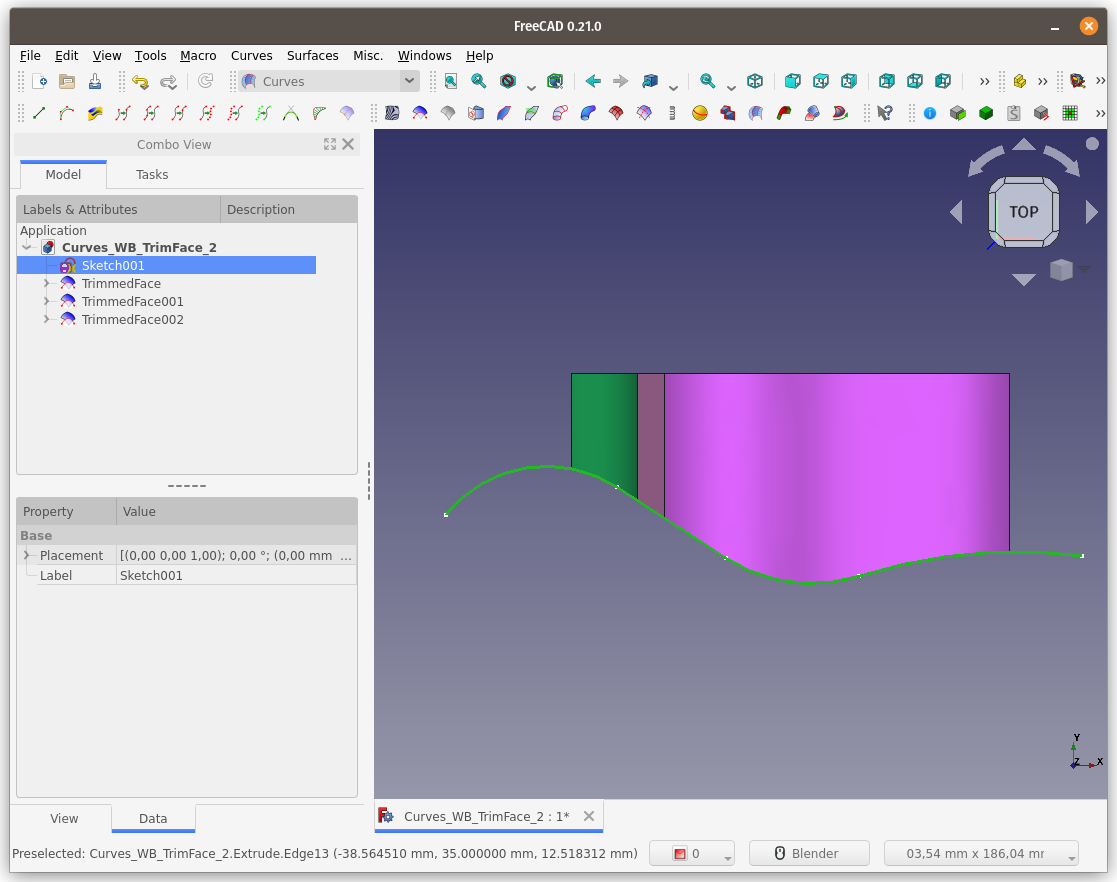 FreeCAD 0.21.0
File Edit View Tools Macro Curves Surfaces Misc. Windows Help
Curves
Combo View
Model Tasks
Labels & Attributes Description
Application
Curves_WB_TrimFace_2
Sketch001
TrimmedFace
TrimmedFace001
TrimmedFace002
Property Value
Base
Placement [(0,00 0,00 1,00); 0,00 °; (0,00 mm ...
Label Sketch001
View Data
TOP
Y
Z X
Curves_WB_TrimFace_2 : 1*
Preselected: Curves_WB_TrimFace_2.Extrude.Edge13 (-38.564510 mm, 35.000000 mm, 12.518312 mm) 0 Blender 03,54 mm x 186,04 mr